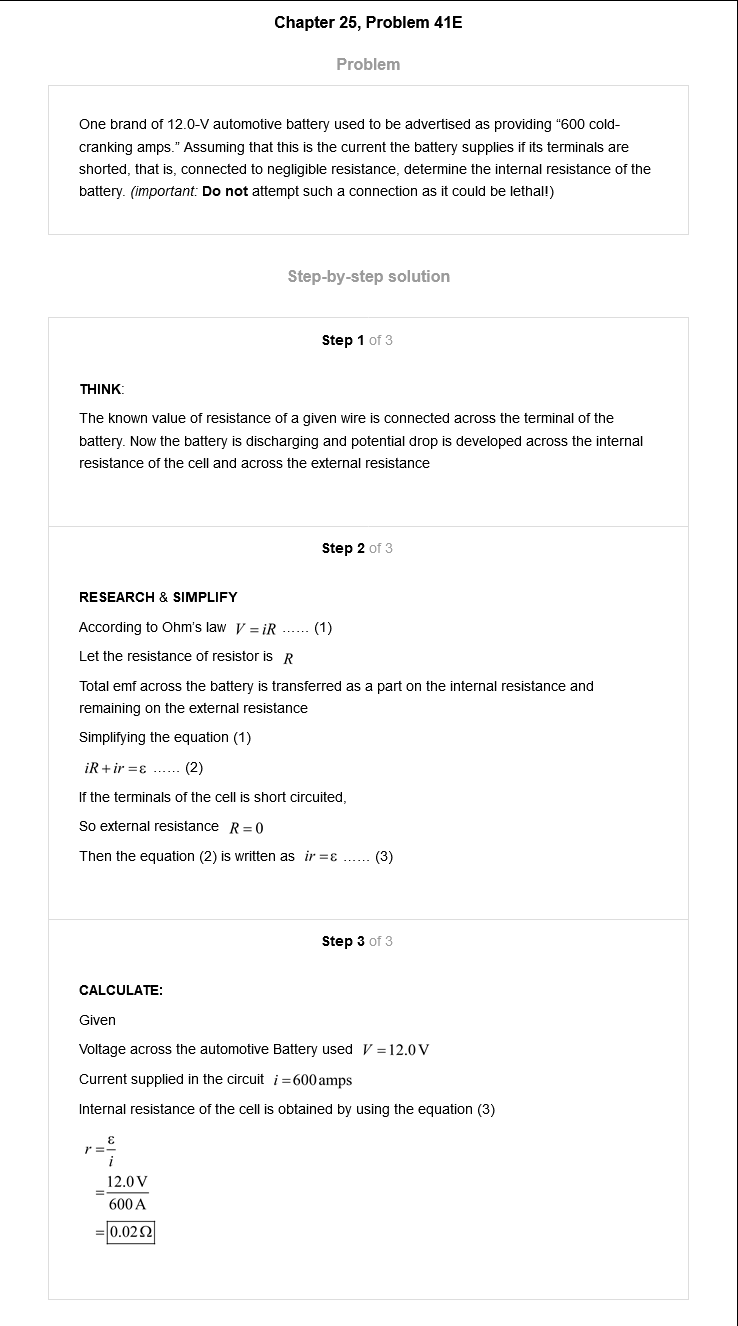 Chapter 25, Problem 41E
Problem
One brand of 12.0-V automotive battery used to be advertised as providing “600 cold-
cranking amps.” Assuming that this is the current the battery supplies if its terminals are
shorted, that is, connected to negligible resistance, determine the internal resistance of the
battery. (important: Do not attempt such a connection as it could be lethal!)
Step-by-step solution
Step 1 of 3
THINK:
The known value of resistance of a given wire is connected across the terminal of the
battery. Now the battery is discharging and potential drop is developed across the internal
resistance of the cell and across the external resistance
Step 2 of 3
RESEARCH & SIMPLIFY
According to Ohm’s law V = iR …… (1)
Let the resistance of resistor is R
Total emf across the battery is transferred as a part on the internal resistance and
remaining on the external resistance
Simplifying the equation (1)
iR + ir = ε …… (2)
If the terminals of the cell is short circuited,
So external resistance R = 0
Then the equation (2) is written as ir = ε …… (3)
Step 3 of 3
CALCULATE:
Given
Voltage across the automotive Battery used V = 12.0 V
Current supplied in the circuit i = 600 amps
Internal resistance of the cell is obtained by using the equation (3)
r = ε/i
= 12.0 V/600 A
= 0.02 Ω